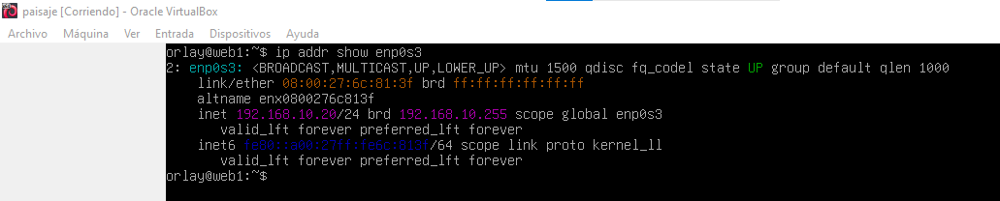 paisaje [Corriendo] - Oracle VirtualBox
Archivo Máquina Ver Entrada Dispositivos Ayuda
orlay@web1:~$ ip addr show enp0s3
2: enp0s3: <BROADCAST,MULTICAST,UP,LOWER_UP> mtu 1500 qdisc fq_codel state UP group default qlen 1000
link/ether 08:00:27:6c:81:3f brd ff:ff:ff:ff:ff:ff
altname enx0800276c813f
inet 192.168.10.20/24 brd 192.168.10.255 scope global enp0s3
valid_lft forever preferred_lft forever
inet6 fe80::a00:27ff:fe6c:813f/64 scope link proto kernel_ll
valid_lft forever preferred_lft forever
orlay@web1:~$